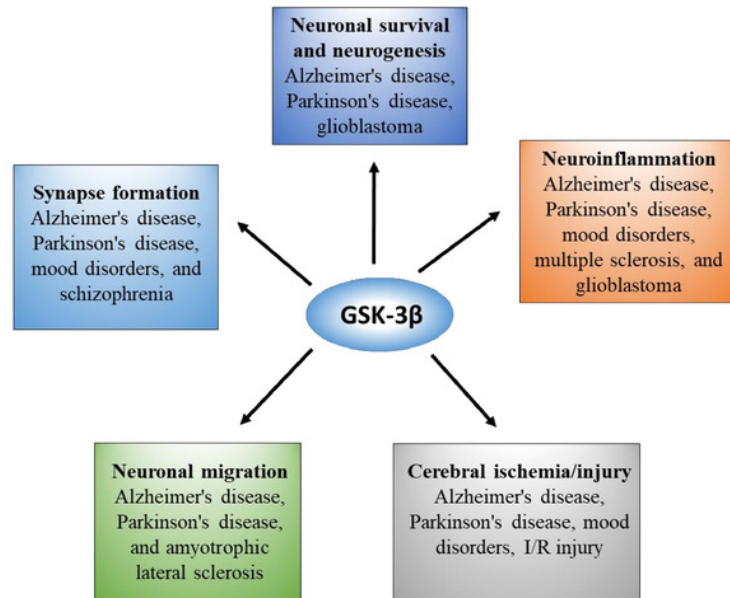 Neuronal survival
and neurogenesis
Alzheimer's disease,
Parkinson's disease,
glioblastoma
Synapse formation
Alzheimer's disease,
Parkinson's disease,
mood disorders, and
schizophrenia
Neuroinflammation
Alzheimer's disease,
Parkinson's disease,
mood disorders,
multiple sclerosis, and
glioblastoma
GSK-3β
Neuronal migration
Alzheimer's disease,
Parkinson's disease,
and amyotrophic
lateral sclerosis
Cerebral ischemia/injury
Alzheimer's disease,
Parkinson's disease, mood
disorders, I/R injury